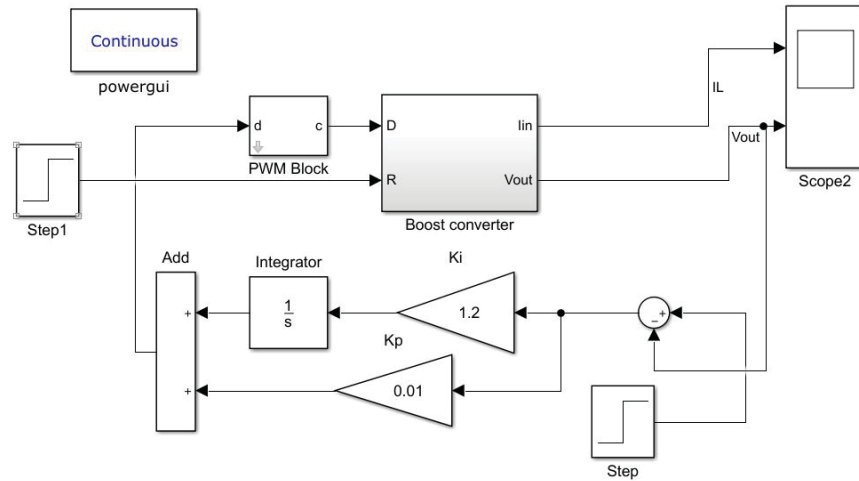 Continuous
powergui
d
c
PWM Block
D
R
Iin
Vout
Boost converter
IL
Vout
Scope2
Step1
Add
+
+
Integrator
1
s
Ki
1.2
Kp
0.01
+
−
Step